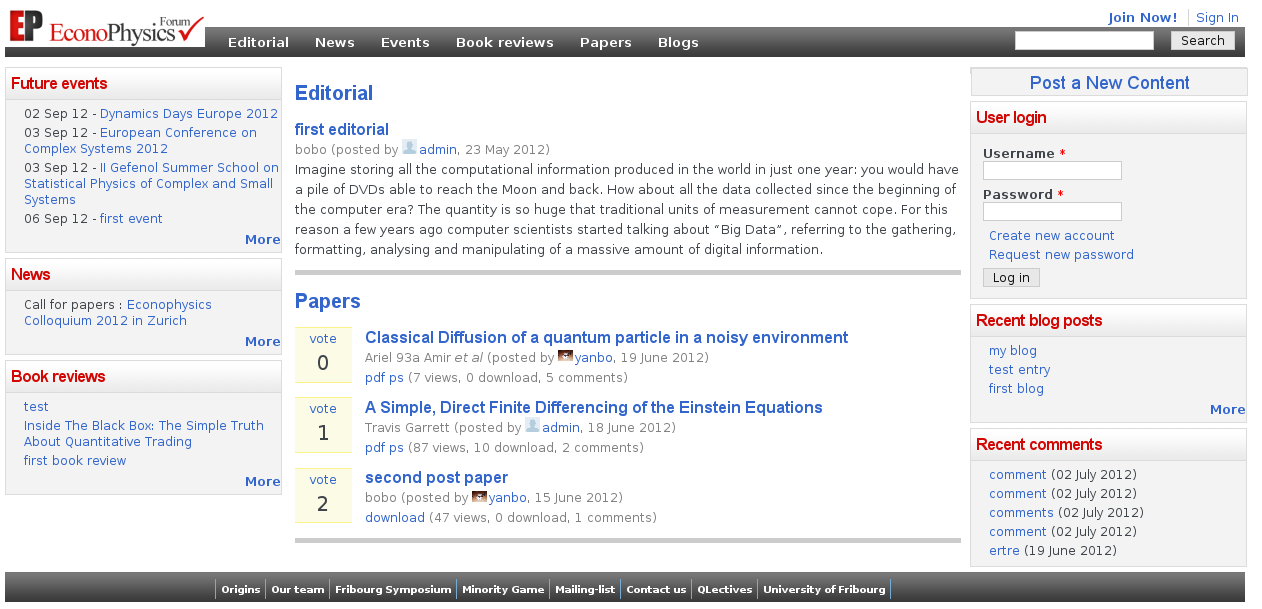 EP EconoPhysics Forum
Join Now! Sign In
Editorial News Events Book reviews Papers Blogs Search
Future events
02 Sep 12 - Dynamics Days Europe 2012
03 Sep 12 - European Conference on
Complex Systems 2012
03 Sep 12 - II Gefenol Summer School on
Statistical Physics of Complex and Small
Systems
06 Sep 12 - first event
More
News
Call for papers : Econophysics
Colloquium 2012 in Zurich
More
Book reviews
test
Inside The Black Box: The Simple Truth
About Quantitative Trading
first book review
More
Editorial
first editorial
bobo (posted by admin, 23 May 2012)
Imagine storing all the computational information produced in the world in just one year: you would have
a pile of DVDs able to reach the Moon and back. How about all the data collected since the beginning of
the computer era? The quantity is so huge that traditional units of measurement cannot cope. For this
reason a few years ago computer scientists started talking about “Big Data”, referring to the gathering,
formatting, analysing and manipulating of a massive amount of digital information.
Papers
vote
0
Classical Diffusion of a quantum particle in a noisy environment
Ariel 93a Amir et al (posted by yanbo, 19 June 2012)
pdf ps (7 views, 0 download, 5 comments)
vote
1
A Simple, Direct Finite Differencing of the Einstein Equations
Travis Garrett (posted by admin, 18 June 2012)
pdf ps (87 views, 10 download, 2 comments)
vote
2
second post paper
bobo (posted by yanbo, 15 June 2012)
download (47 views, 0 download, 1 comments)
Post a New Content
User login
Username *
Password *
Create new account
Request new password
Log in
Recent blog posts
my blog
test entry
first blog
More
Recent comments
comment (02 July 2012)
comment (02 July 2012)
comments (02 July 2012)
comment (02 July 2012)
ertre (19 June 2012)
Origins Our team Fribourg Symposium Minority Game Mailing-list Contact us QLectives University of Fribourg